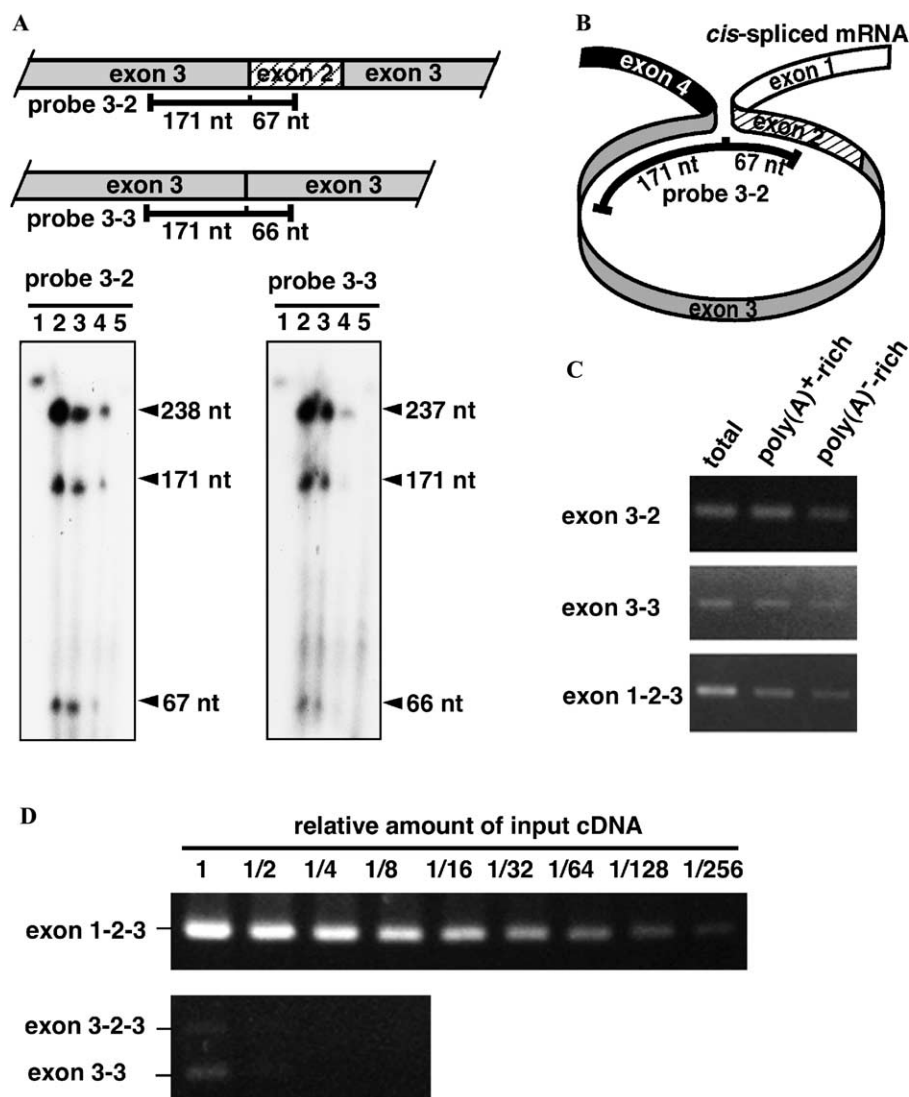 A
exon 3 exon 2 exon 3
probe 3-2
171 nt 67 nt
exon 3 exon 3
probe 3-3
171 nt 66 nt
probe 3-2 probe 3-3
1 2 3 4 5 1 2 3 4 5
238 nt 237 nt
171 nt 171 nt
67 nt 66 nt
B
cis-spliced mRNA
exon 4 exon 1
exon 2
171 nt 67 nt
probe 3-2
exon 3
C
total poly(A)+-rich poly(A)--rich
exon 3-2
exon 3-3
exon 1-2-3
D
relative amount of input cDNA
1 1/2 1/4 1/8 1/16 1/32 1/64 1/128 1/256
exon 1-2-3
exon 3-2-3
exon 3-3